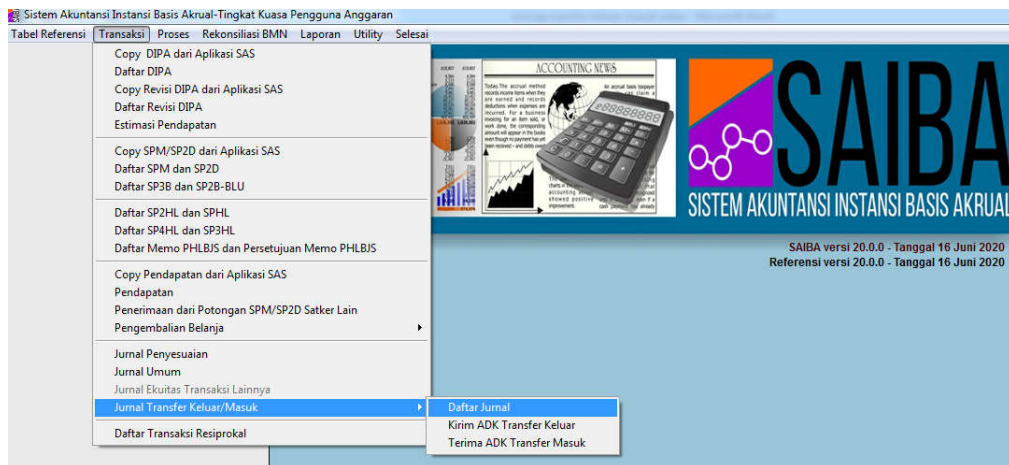 Sistem Akuntansi Instansi Basis Akrual-Tingkat Kuasa Pengguna Anggaran
Tabel Referensi Transaksi Proses Rekonsiliasi BMN Laporan Utility Selesai
Copy DIPA dari Aplikasi SAS
Daftar DIPA
Copy Revisi DIPA dari Aplikasi SAS
Daftar Revisi DIPA
Estimasi Pendapatan
Copy SPM/SP2D dari Aplikasi SAS
Daftar SPM dan SP2D
Daftar SP3B dan SP2B-BLU
Daftar SP2HL dan SPHL
Daftar SP4HL dan SP3HL
Daftar Memo PHLBJS dan Persetujuan Memo PHLBJS
Copy Pendapatan dari Aplikasi SAS
Pendapatan
Penerimaan dari Potongan SPM/SP2D Satker Lain
Pengembalian Belanja
Jurnal Penyesuaian
Jurnal Umum
Jurnal Ekuitas Transaksi Lainnya
Jurnal Transfer Keluar/Masuk
Daftar Transaksi Resiprokal
Daftar Jurnal
Kirim ADK Transfer Keluar
Terima ADK Transfer Masuk
ACCOUNTING NEWS
SAIBA
SISTEM AKUNTANSI INSTANSI BASIS AKRUAL
SAIBA versi 20.0.0 - Tanggal 16 Juni 2020
Referensi versi 20.0.0 - Tanggal 16 Juni 2020